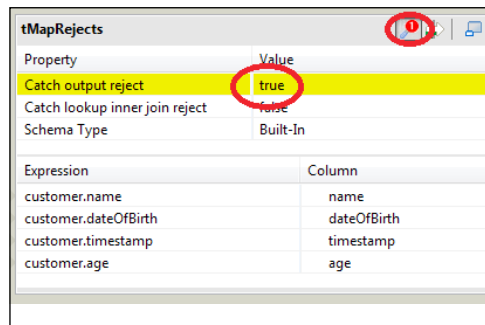 tMapRejects
1
Property Value
Catch output reject true
Catch lookup inner join reject false
Schema Type Built-In
Expression Column
customer.name name
customer.dateOfBirth dateOfBirth
customer.timestamp timestamp
customer.age age